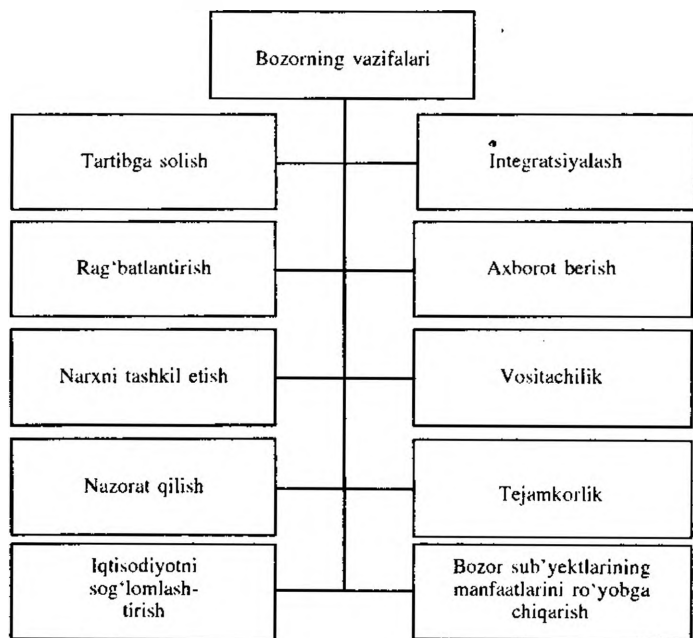 Bozorning vazifalari
Tartibga solish
Integratsiyalash
Rag‘batlantirish
Axborot berish
Narxni tashkil etish
Vositachilik
Nazorat qilish
Tejamkorlik
Iqtisodiyotni
sog‘lomlash-
tirish
Bozor sub’yektlarining
manfaatlarini ro‘yobga
chiqarish